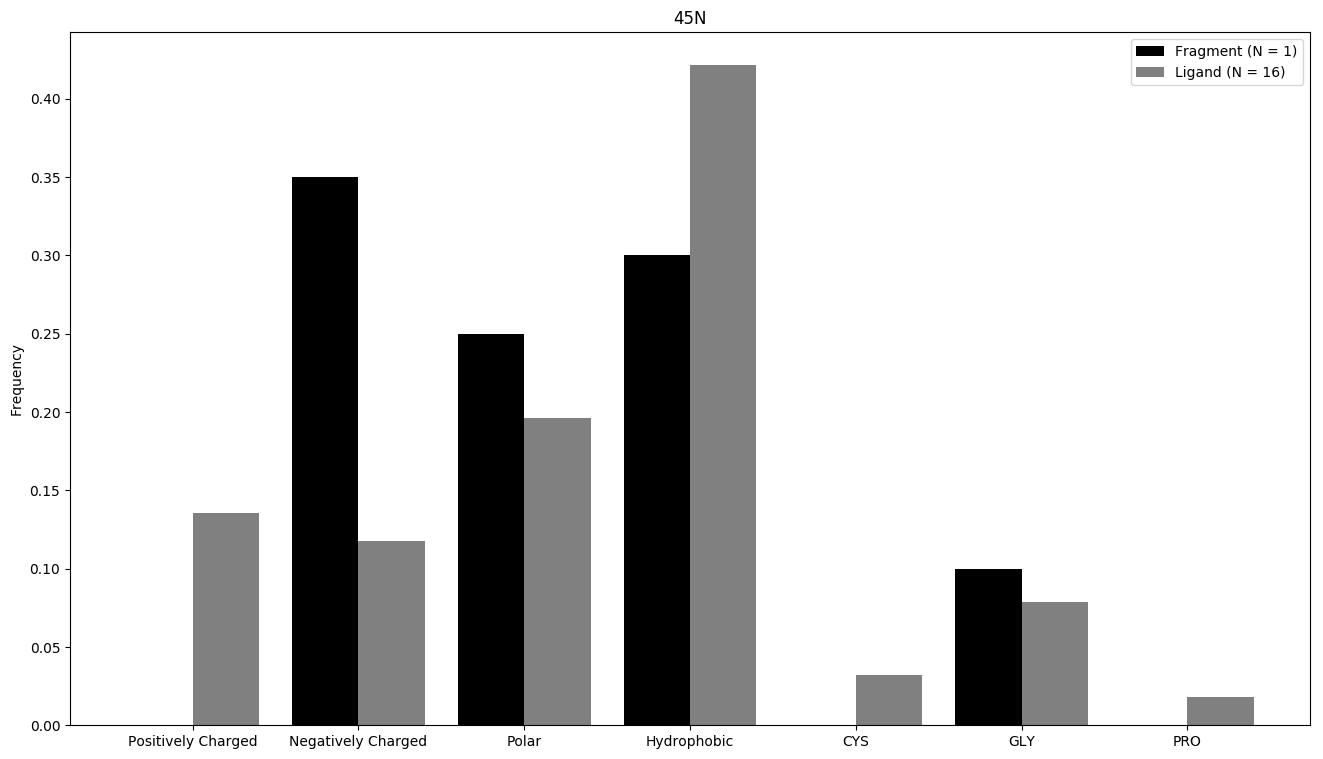 45N
Fragment (N = 1)
Ligand (N = 16)
Frequency
0.40
0.35
0.30
0.25
0.20
0.15
0.10
0.05
0.00
Positively Charged Negatively Charged Polar Hydrophobic CYS GLY PRO